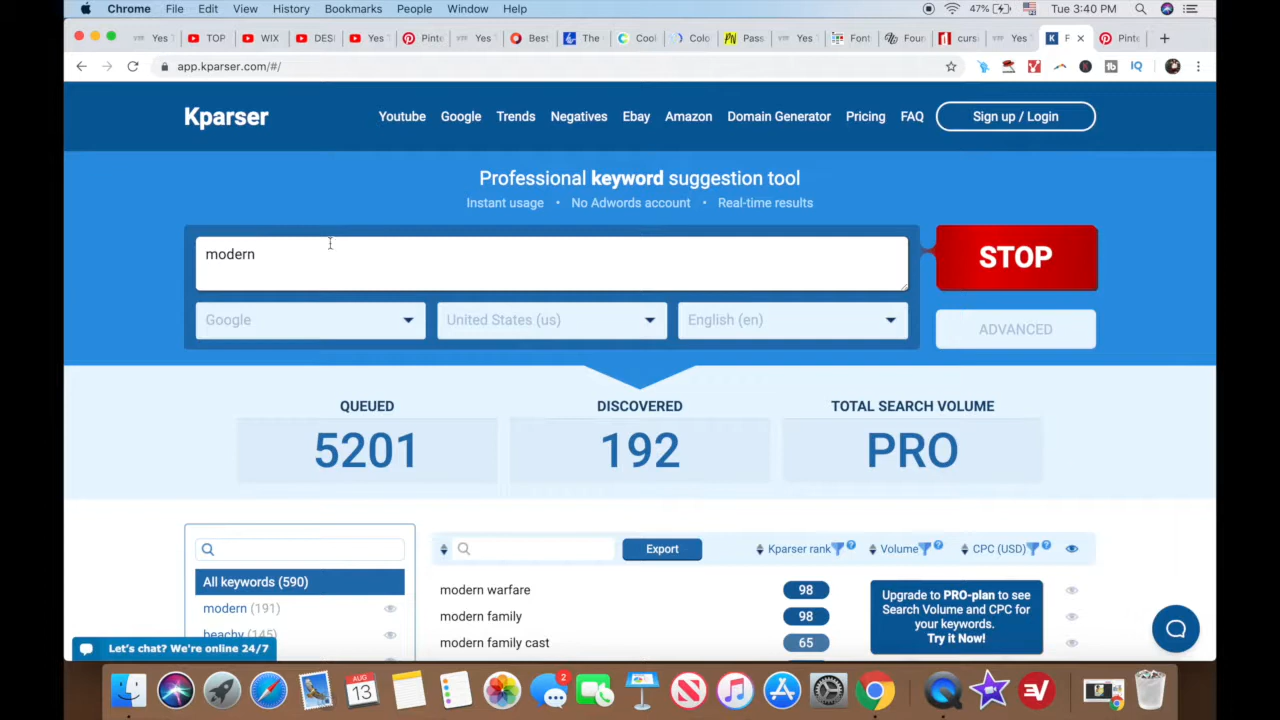 Chrome File Edit View History Bookmarks People Window Help 47% Tue 3:40 PM
Yes TOP WIX DESI Yes Pinte Yes Best The Cool Colo Pass Yes Font Foun curs Yes F Pinte
app.kparser.com/#/
Kparser Youtube Google Trends Negatives Ebay Amazon Domain Generator Pricing FAQ Sign up / Login
Professional keyword suggestion tool
Instant usage • No Adwords account • Real-time results
modern
STOP
Google United States (us) English (en) ADVANCED
QUEUED DISCOVERED TOTAL SEARCH VOLUME
5201 192 PRO
Export Kparser rank Volume CPC (USD)
All keywords (590)
modern (191)
beachy (145)
modern warfare 98
modern family 98
modern family cast 65
Upgrade to PRO-plan to see
Search Volume and CPC for
your keywords.
Try it Now!
Let's chat? We're online 24/7
AUG
13
2